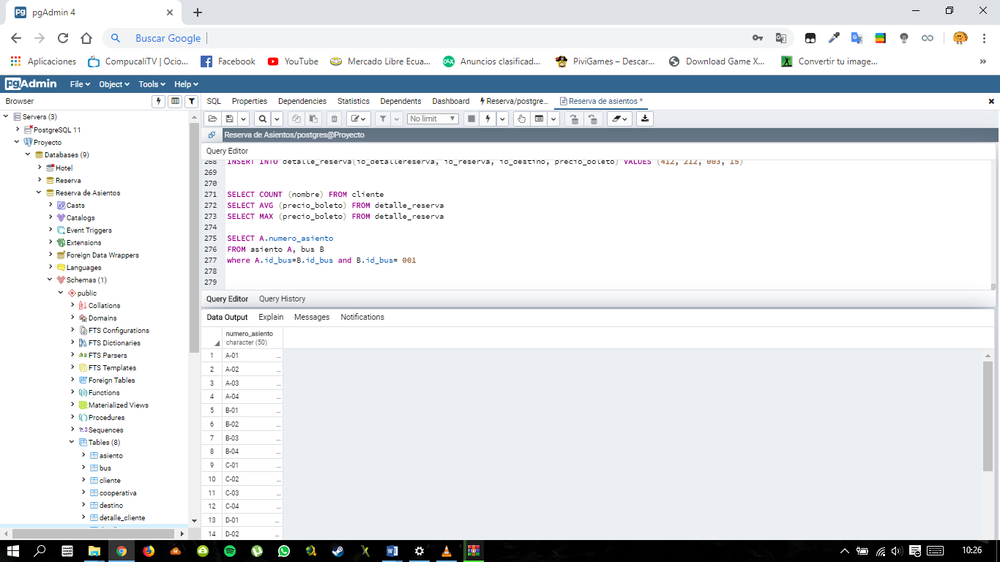 pgAdmin 4
Buscar Google
Aplicaciones CompucaliTV | Ocio... Facebook YouTube Mercado Libre Ecua... Anuncios clasificad... PiviGames – Descar... Download Game X... Convertir tu image... »
pgAdmin File Object Tools Help
Browser SQL Properties Dependencies Statistics Dependents Dashboard Reserva/postgre... Reserva de asientos *
No limit
Reserva de Asientos/postgres@Proyecto
Query Editor
268 INSERT INTO detalle_reserva(id_detallereserva, id_reserva, id_destino, precio_boleto) VALUES (412, 212, 003, 15)
269
270
271 SELECT COUNT (nombre) FROM cliente
272 SELECT AVG (precio_boleto) FROM detalle_reserva
273 SELECT MAX (precio_boleto) FROM detalle_reserva
274
275 SELECT A.numero_asiento
276 FROM asiento A, bus B
277 where A.id_bus=B.id_bus and B.id_bus= 001
278
279
Query Editor Query History
Data Output Explain Messages Notifications
numero_asiento
character (50)
1 A-01 ...
2 A-02 ...
3 A-03 ...
4 A-04 ...
5 B-01 ...
6 B-02 ...
7 B-03 ...
8 B-04 ...
9 C-01 ...
10 C-02 ...
11 C-03 ...
12 C-04 ...
13 D-01 ...
14 D-02 ...
Servers (3)
PostgreSQL 11
Proyecto
Databases (9)
Hotel
Reserva
Reserva de Asientos
Casts
Catalogs
Event Triggers
Extensions
Foreign Data Wrappers
Languages
Schemas (1)
public
Collations
Domains
FTS Configurations
FTS Dictionaries
FTS Parsers
FTS Templates
Foreign Tables
Functions
Materialized Views
Procedures
Sequences
Tables (8)
asiento
bus
cliente
cooperativa
destino
detalle_cliente
10:26